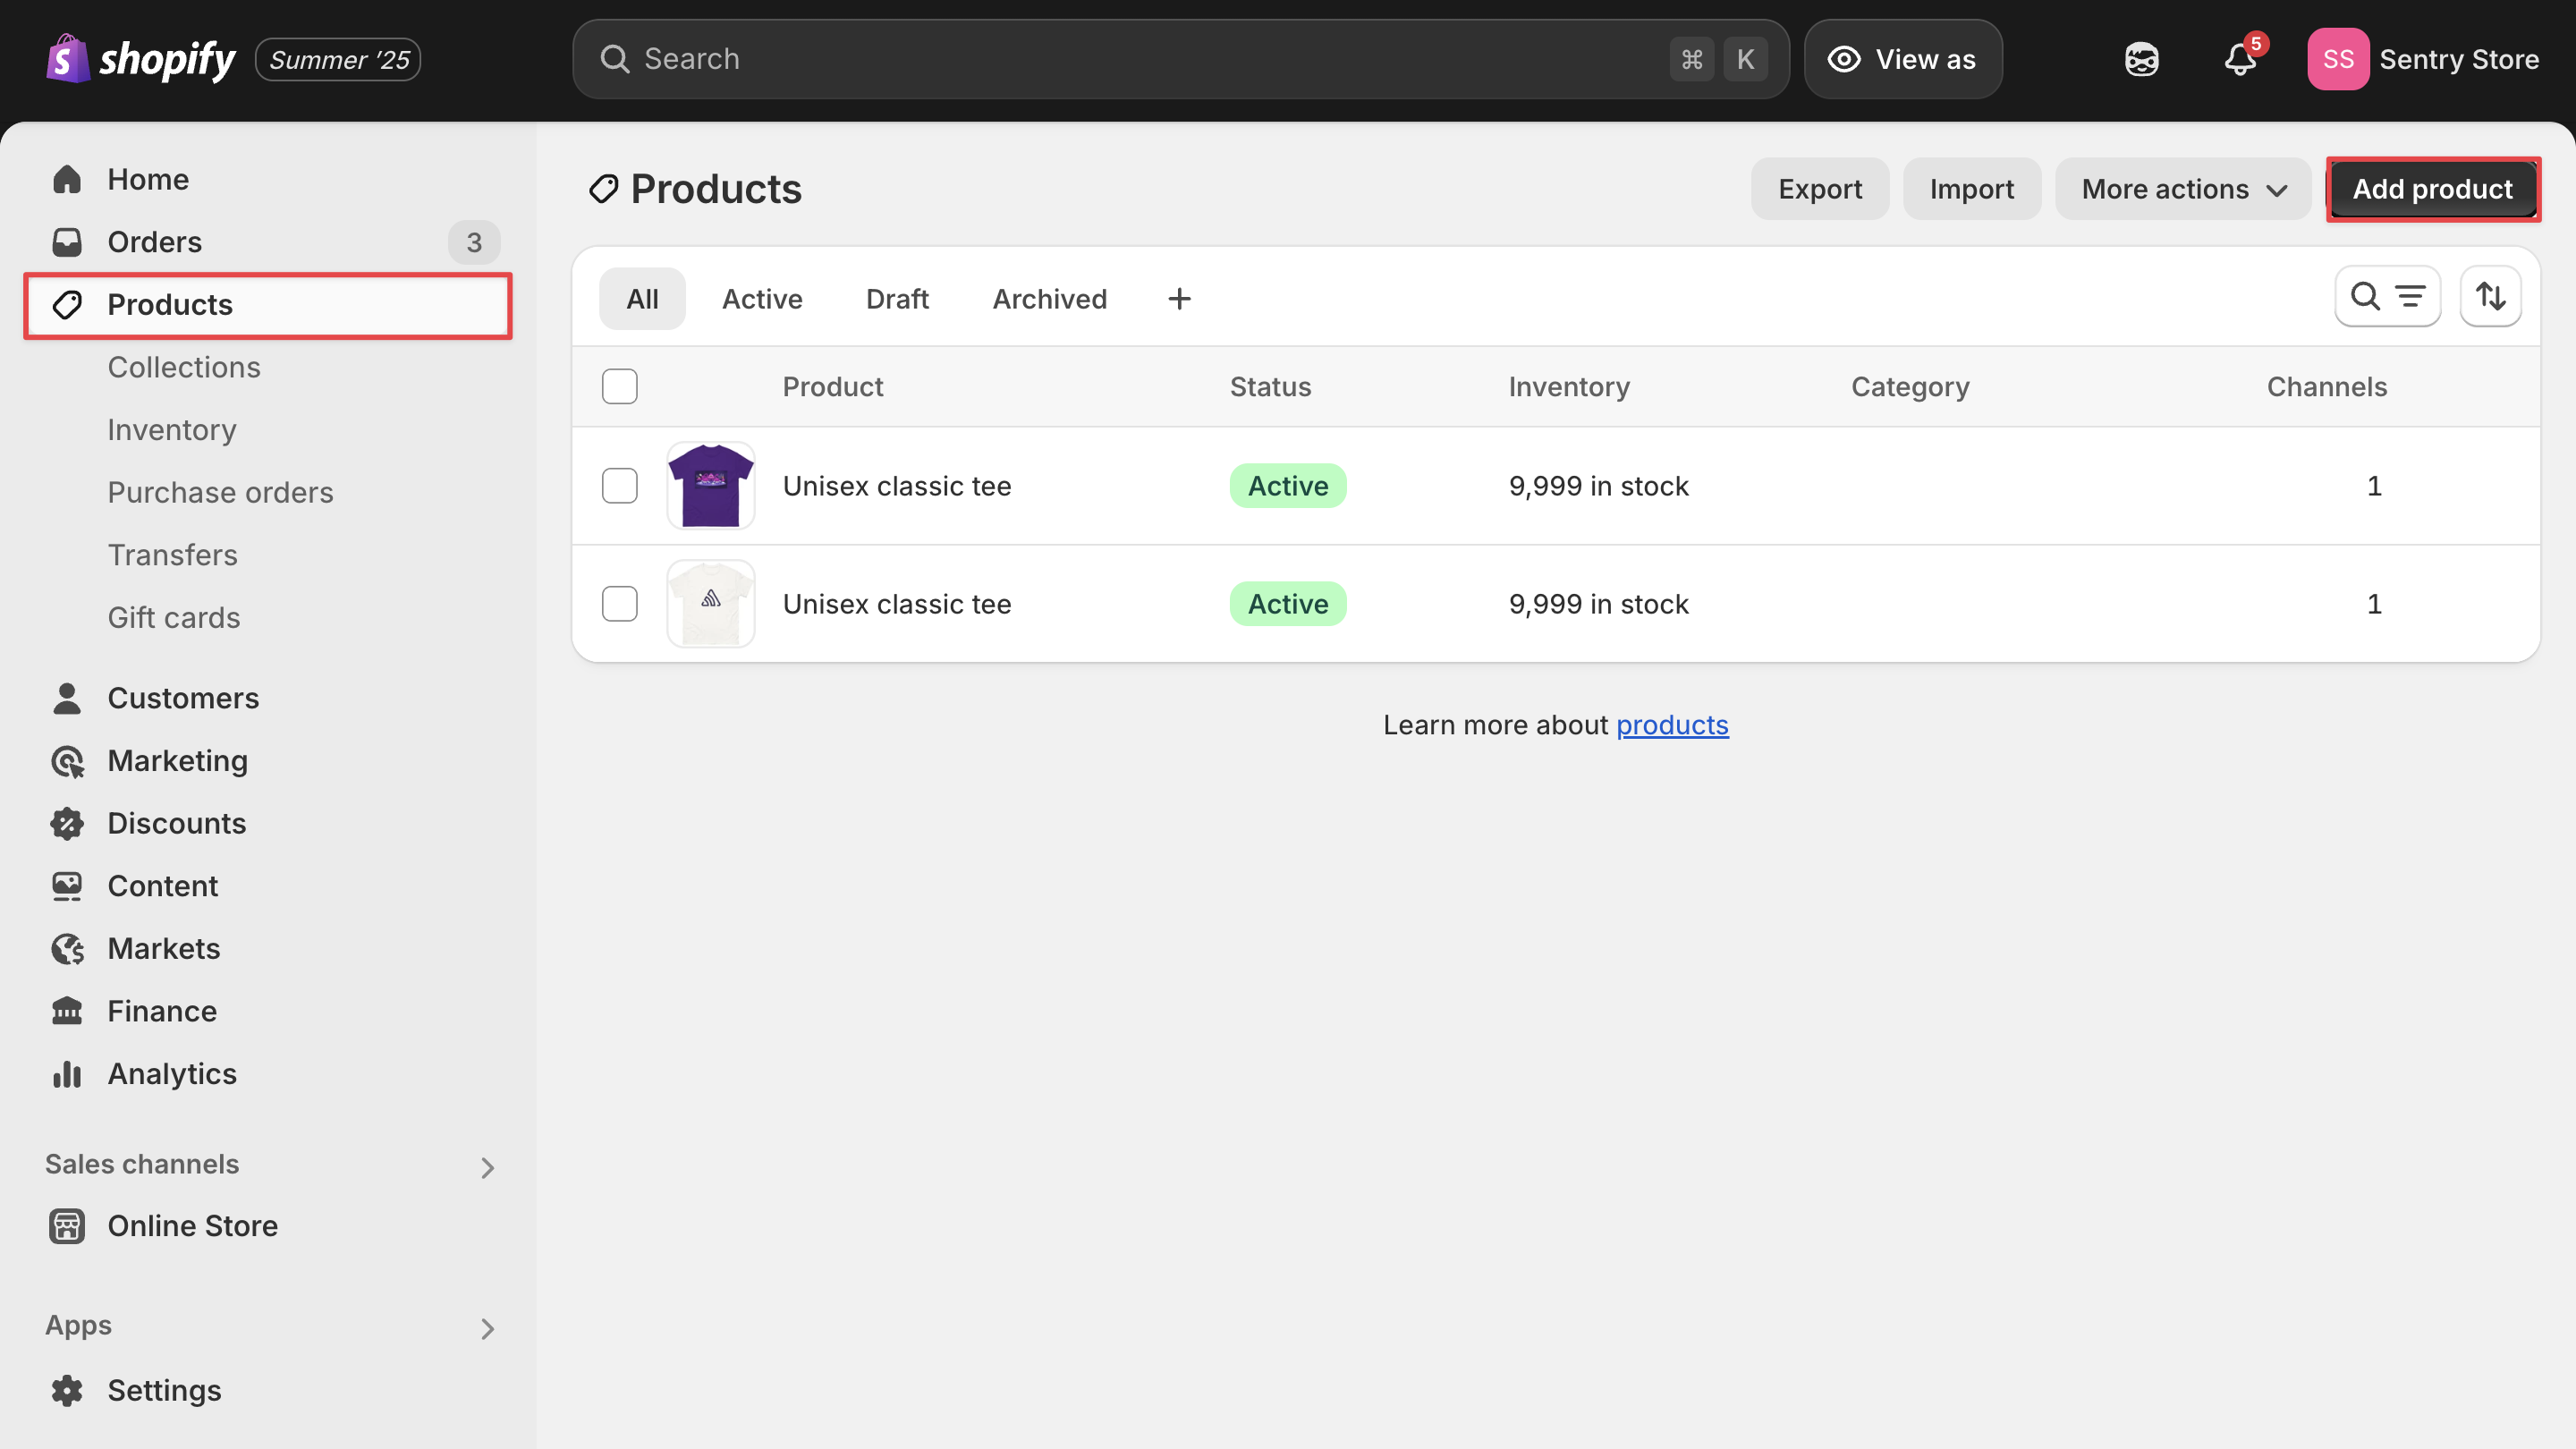 shopify Summer '25
Search ⌘ K
View as
5
SS Sentry Store
Home
Orders 3
Products
Collections
Inventory
Purchase orders
Transfers
Gift cards
Customers
Marketing
Discounts
Content
Markets
Finance
Analytics
Sales channels
Online Store
Apps
Settings
Products
Export Import More actions Add product
All Active Draft Archived +
Product Status Inventory Category Channels
Unisex classic tee Active 9,999 in stock 1
Unisex classic tee Active 9,999 in stock 1
Learn more about products